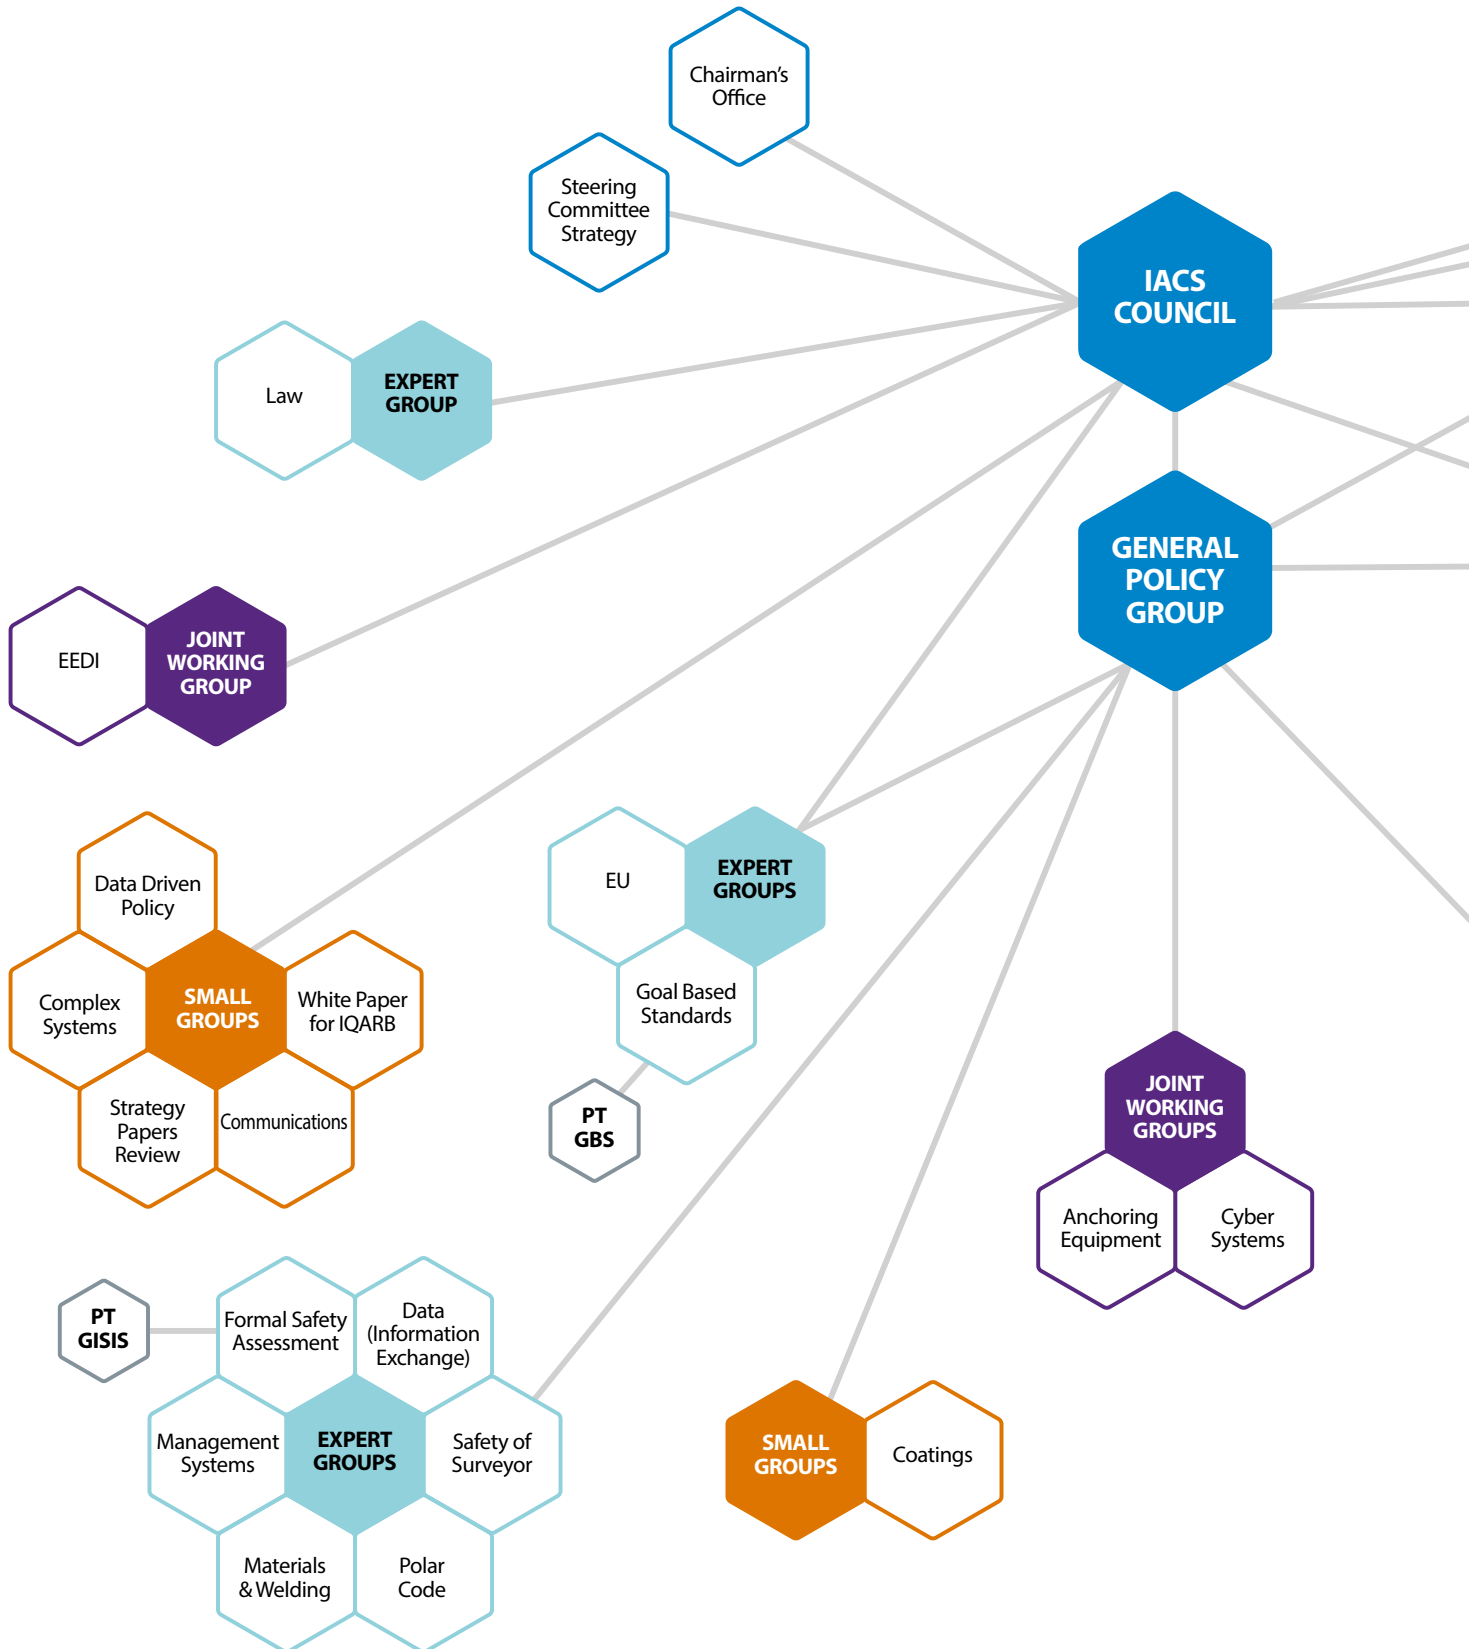 Chairman's
Office
Steering
Committee
Strategy
IACS
COUNCIL
Law
EXPERT
GROUP
GENERAL
POLICY
GROUP
EEDI
JOINT
WORKING
GROUP
Data Driven
Policy
Complex
Systems
SMALL
GROUPS
White Paper
for IQARB
Strategy
Papers
Review
Communications
EU
EXPERT
GROUPS
Goal Based
Standards
PT
GBS
JOINT
WORKING
GROUPS
Anchoring
Equipment
Cyber
Systems
PT
GISIS
Formal Safety
Assessment
Data
(Information
Exchange)
Management
Systems
EXPERT
GROUPS
Safety of
Surveyor
Materials
& Welding
Polar
Code
SMALL
GROUPS
Coatings